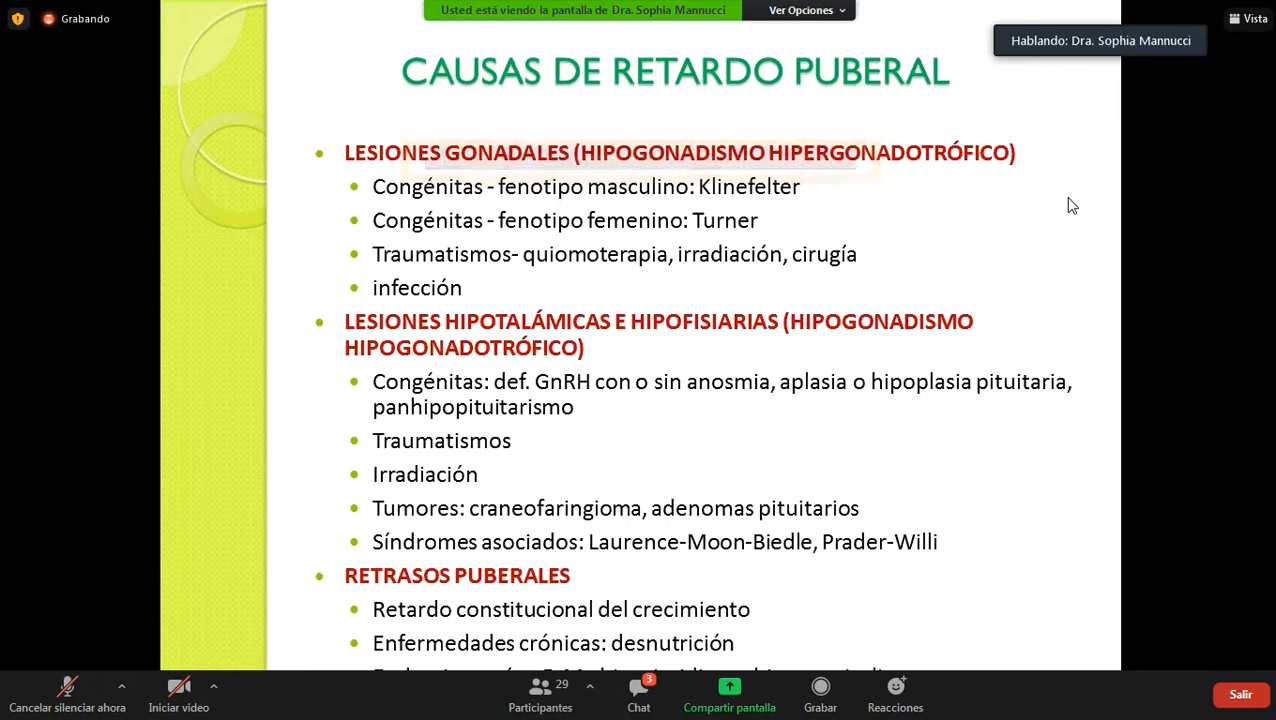 Grabando
Usted está viendo la pantalla de Dra. Sophia Mannucci
Ver Opciones
Vista
Hablando: Dra. Sophia Mannucci
CAUSAS DE RETARDO PUBERAL
LESIONES GONADALES (HIPOGONADISMO HIPERGONADOTRÓFICO)
Congénitas - fenotipo masculino: Klinefelter
Congénitas - fenotipo femenino: Turner
Traumatismos- quiomoterapia, irradiación, cirugía
infección
LESIONES HIPOTALÁMICAS E HIPOFISIARIAS (HIPOGONADISMO
HIPOGONADOTRÓFICO)
Congénitas: def. GnRH con o sin anosmia, aplasia o hipoplasia pituitaria,
panhipopituitarismo
Traumatismos
Irradiación
Tumores: craneofaringioma, adenomas pituitarios
Síndromes asociados: Laurence-Moon-Biedle, Prader-Willi
RETRASOS PUBERALES
Retardo constitucional del crecimiento
Enfermedades crónicas: desnutrición
Cancelar silenciar ahora
Iniciar video
29
Participantes
3
Chat
Compartir pantalla
Grabar
Reacciones
Salir